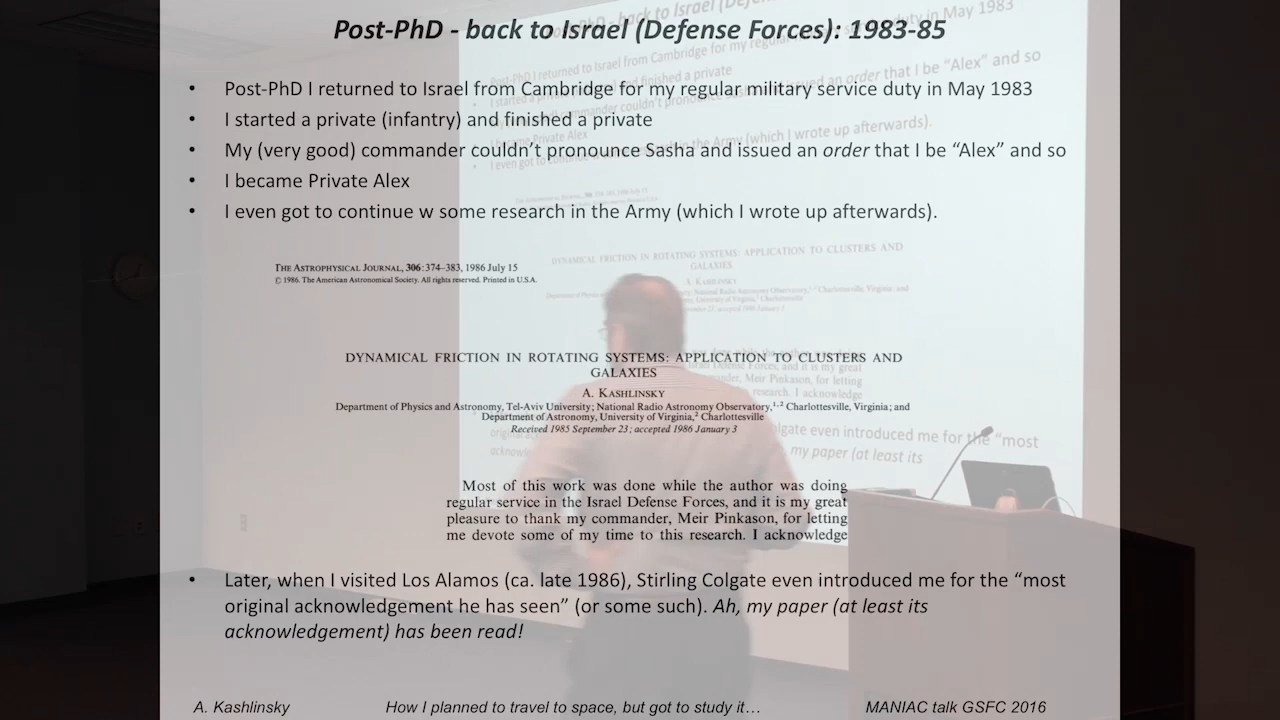 Post-PhD - back to Israel (Defense Forces): 1983-85
• Post-PhD I returned to Israel from Cambridge for my regular military service duty in May 1983
• I started a private (infantry) and finished a private
• My (very good) commander couldn't pronounce Sasha and issued an order that I be "Alex" and so
• I became Private Alex
• I even got to continue w some research in the Army (which I wrote up afterwards).
THE ASTROPHYSICAL JOURNAL, 306:374-383, 1986 July 15
© 1986. The American Astronomical Society. All rights reserved. Printed in U.S.A.
DYNAMICAL FRICTION IN ROTATING SYSTEMS: APPLICATION TO CLUSTERS AND
GALAXIES
A. KASHLINSKY
Department of Physics and Astronomy, Tel-Aviv University; National Radio Astronomy Observatory,1,2 Charlottesville, Virginia; and
Department of Astronomy, University of Virginia,2 Charlottesville
Received 1985 September 23; accepted 1986 January 3
Most of this work was done while the author was doing
regular service in the Israel Defense Forces, and it is my great
pleasure to thank my commander, Meir Pinkason, for letting
me devote some of my time to this research. I acknowledge
• Later, when I visited Los Alamos (ca. late 1986), Stirling Colgate even introduced me for the "most
original acknowledgement he has seen" (or some such). Ah, my paper (at least its
acknowledgement) has been read!
A. Kashlinsky How I planned to travel to space, but got to study it… MANIAC talk GSFC 2016